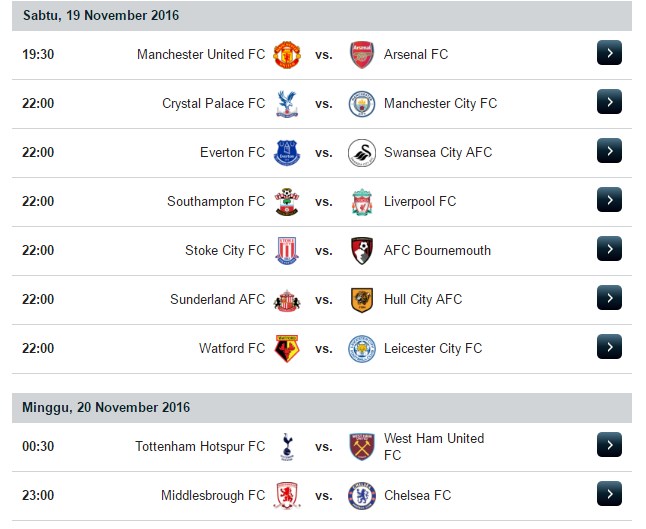 Sabtu, 19 November 2016
19:30 Manchester United FC vs. Arsenal FC
22:00 Crystal Palace FC vs. Manchester City FC
22:00 Everton FC vs. Swansea City AFC
22:00 Southampton FC vs. Liverpool FC
22:00 Stoke City FC vs. AFC Bournemouth
22:00 Sunderland AFC vs. Hull City AFC
22:00 Watford FC vs. Leicester City FC
Minggu, 20 November 2016
00:30 Tottenham Hotspur FC vs. West Ham United
FC
23:00 Middlesbrough FC vs. Chelsea FC